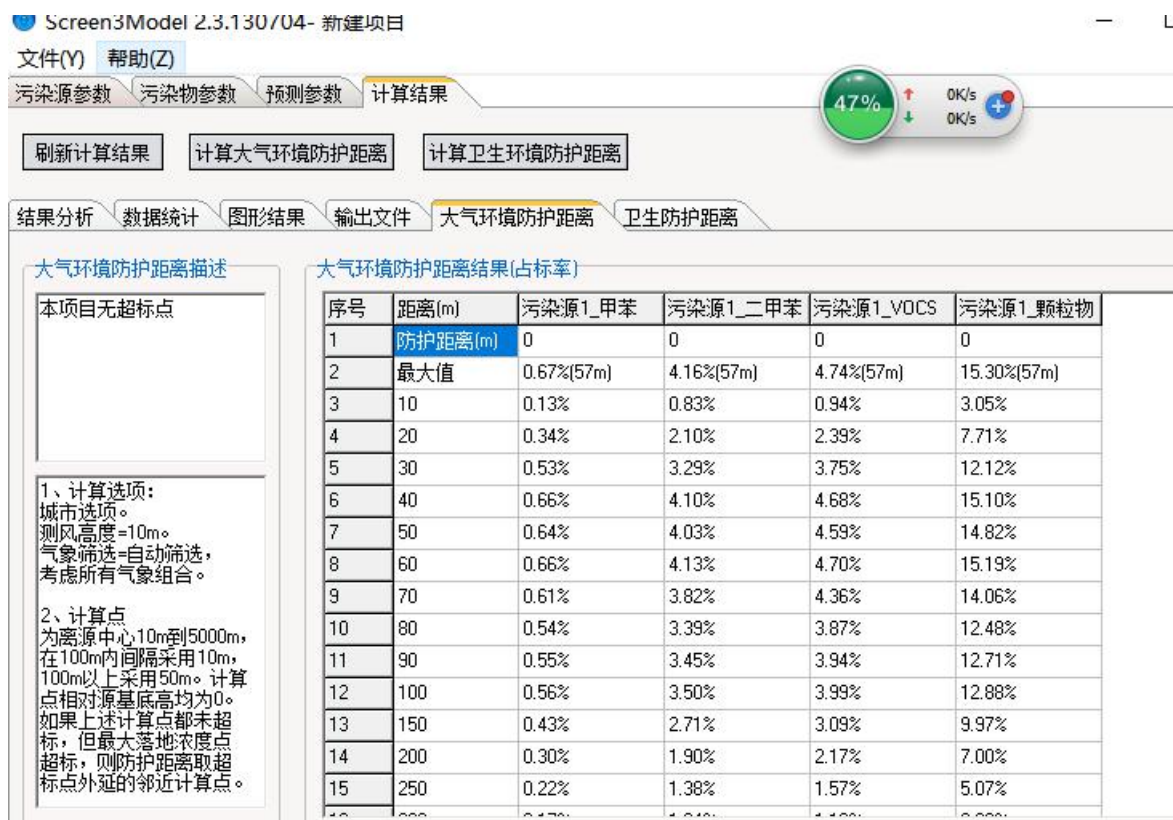 Screen3Model 2.3.130704- 新建项目
文件(Y) 帮助(Z)
污染源参数 污染物参数 预测参数 计算结果
47% 0K/s
0K/s
刷新计算结果 计算大气环境防护距离 计算卫生环境防护距离
结果分析 数据统计 图形结果 输出文件 大气环境防护距离 卫生防护距离
大气环境防护距离描述
本项目无超标点
1、计算选项:
城市选项。
测风高度=10m。
气象筛选=自动筛选,
考虑所有气象组合。
2、计算点
为离源中心10m到5000m,
在100m内间隔采用10m,
100m以上采用50m。计算
点相对源基底高均为0。
如果上述计算点都未超
标,但最大落地浓度点
超标,则防护距离取超
标点外延的邻近计算点。
大气环境防护距离结果(占标率)
序号 距离(m) 污染源1_甲苯 污染源1_二甲苯 污染源1_VOCS 污染源1_颗粒物
1 防护距离(m) 0 0 0 0
2 最大值 0.67%(57m) 4.16%(57m) 4.74%(57m) 15.30%(57m)
3 10 0.13% 0.83% 0.94% 3.05%
4 20 0.34% 2.10% 2.39% 7.71%
5 30 0.53% 3.29% 3.75% 12.12%
6 40 0.66% 4.10% 4.68% 15.10%
7 50 0.64% 4.03% 4.59% 14.82%
8 60 0.66% 4.13% 4.70% 15.19%
9 70 0.61% 3.82% 4.36% 14.06%
10 80 0.54% 3.39% 3.87% 12.48%
11 90 0.55% 3.45% 3.94% 12.71%
12 100 0.56% 3.50% 3.99% 12.88%
13 150 0.43% 2.71% 3.09% 9.97%
14 200 0.30% 1.90% 2.17% 7.00%
15 250 0.22% 1.38% 1.57% 5.07%